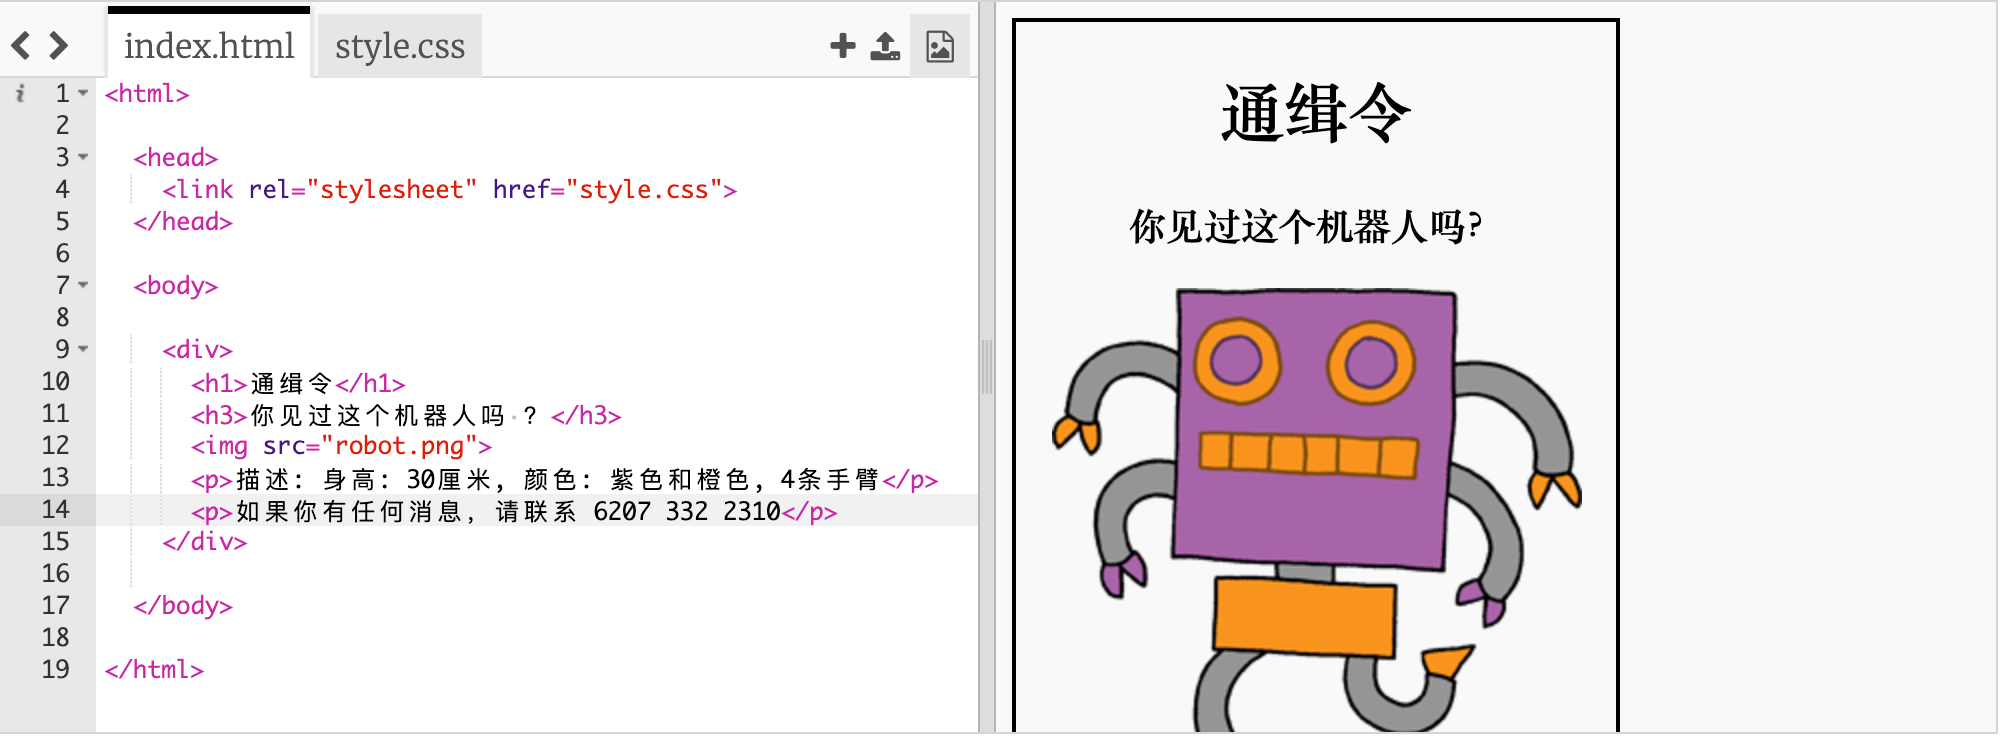 index.html style.css
i 1 <html>
2
3 <head>
4 <link rel="stylesheet" href="style.css">
5 </head>
6
7 <body>
8
9 <div>
10 <h1>通缉令</h1>
11 <h3>你见过这个机器人吗·？</h3>
12 <img src="robot.png">
13 <p>描述：身高：30厘米，颜色：紫色和橙色，4条手臂</p>
14 <p>如果你有任何消息，请联系 6207 332 2310</p>
15 </div>
16
17 </body>
18
19 </html>
通缉令
你见过这个机器人吗?